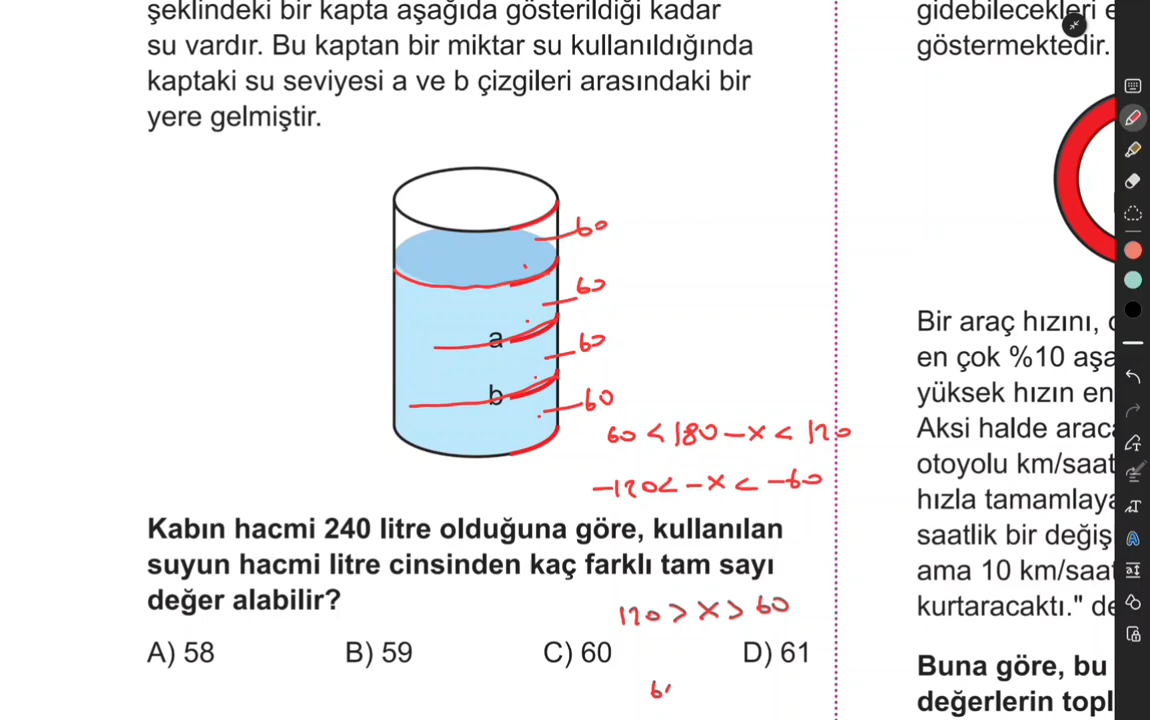 şeklindeki bir kapta aşağıda gösterildiği kadar
su vardır. Bu kaptan bir miktar su kullanıldığında
kaptaki su seviyesi a ve b çizgileri arasındaki bir
yere gelmiştir.
60
60
a
60
b
60
60 < 180 - x < 120
-120 < -x < -60
Kabın hacmi 240 litre olduğuna göre, kullanılan
suyun hacmi litre cinsinden kaç farklı tam sayı
değer alabilir?
120 > x > 60
A) 58 B) 59 C) 60 D) 61
6
gidebilecekleri e
göstermektedir.
Bir araç hızını,
en çok %10 aşa
yüksek hızın en
Aksi halde arac
otoyolu km/saat
hızla tamamlaya
saatlik bir değiş
ama 10 km/saa
kurtaracaktı." de
Buna göre, bu
değerlerin topl